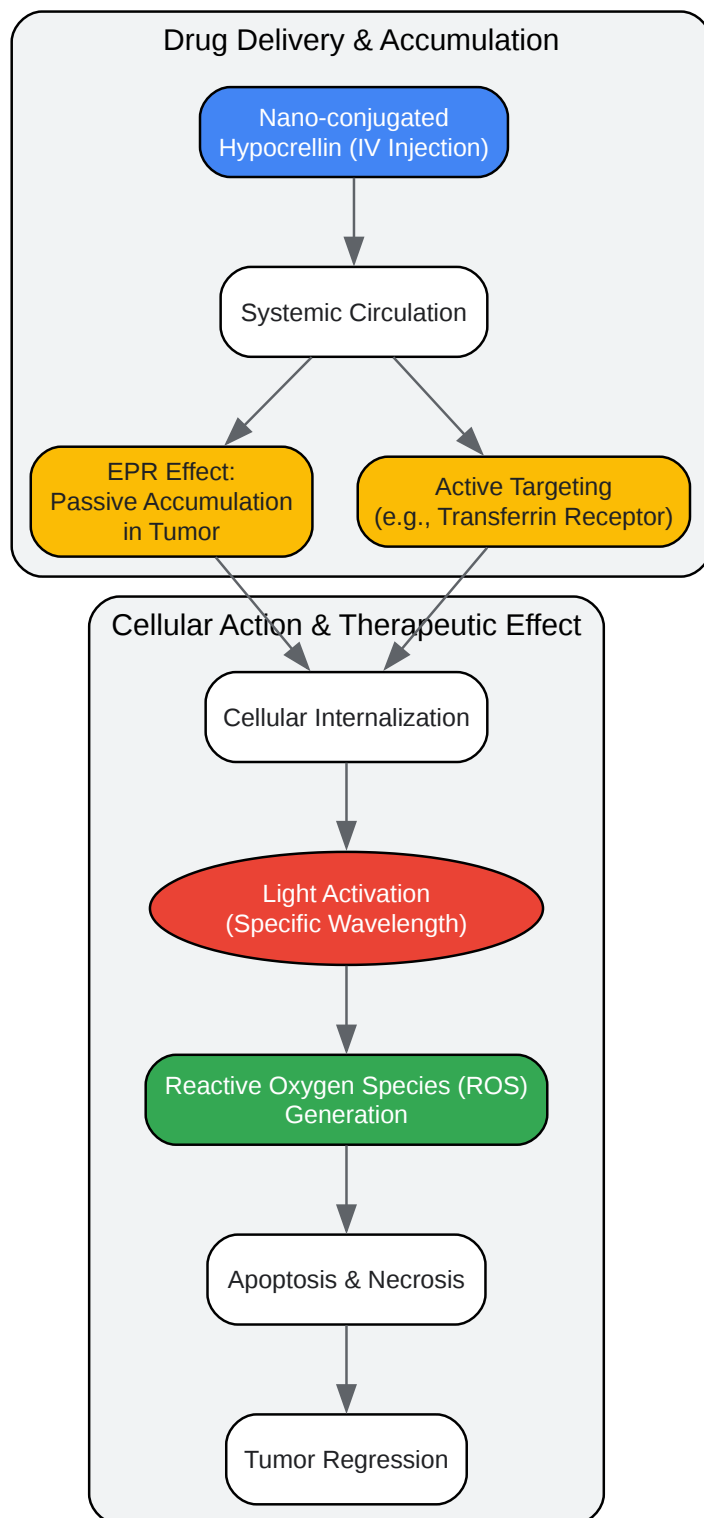 Drug Delivery & Accumulation
Nano-conjugated
Hypocrellin (IV Injection)
Systemic Circulation
EPR Effect:
Passive Accumulation
in Tumor
Active Targeting
(e.g., Transferrin Receptor)
Cellular Action & Therapeutic Effect
Cellular Internalization
Light Activation
(Specific Wavelength)
Reactive Oxygen Species (ROS)
Generation
Apoptosis & Necrosis
Tumor Regression